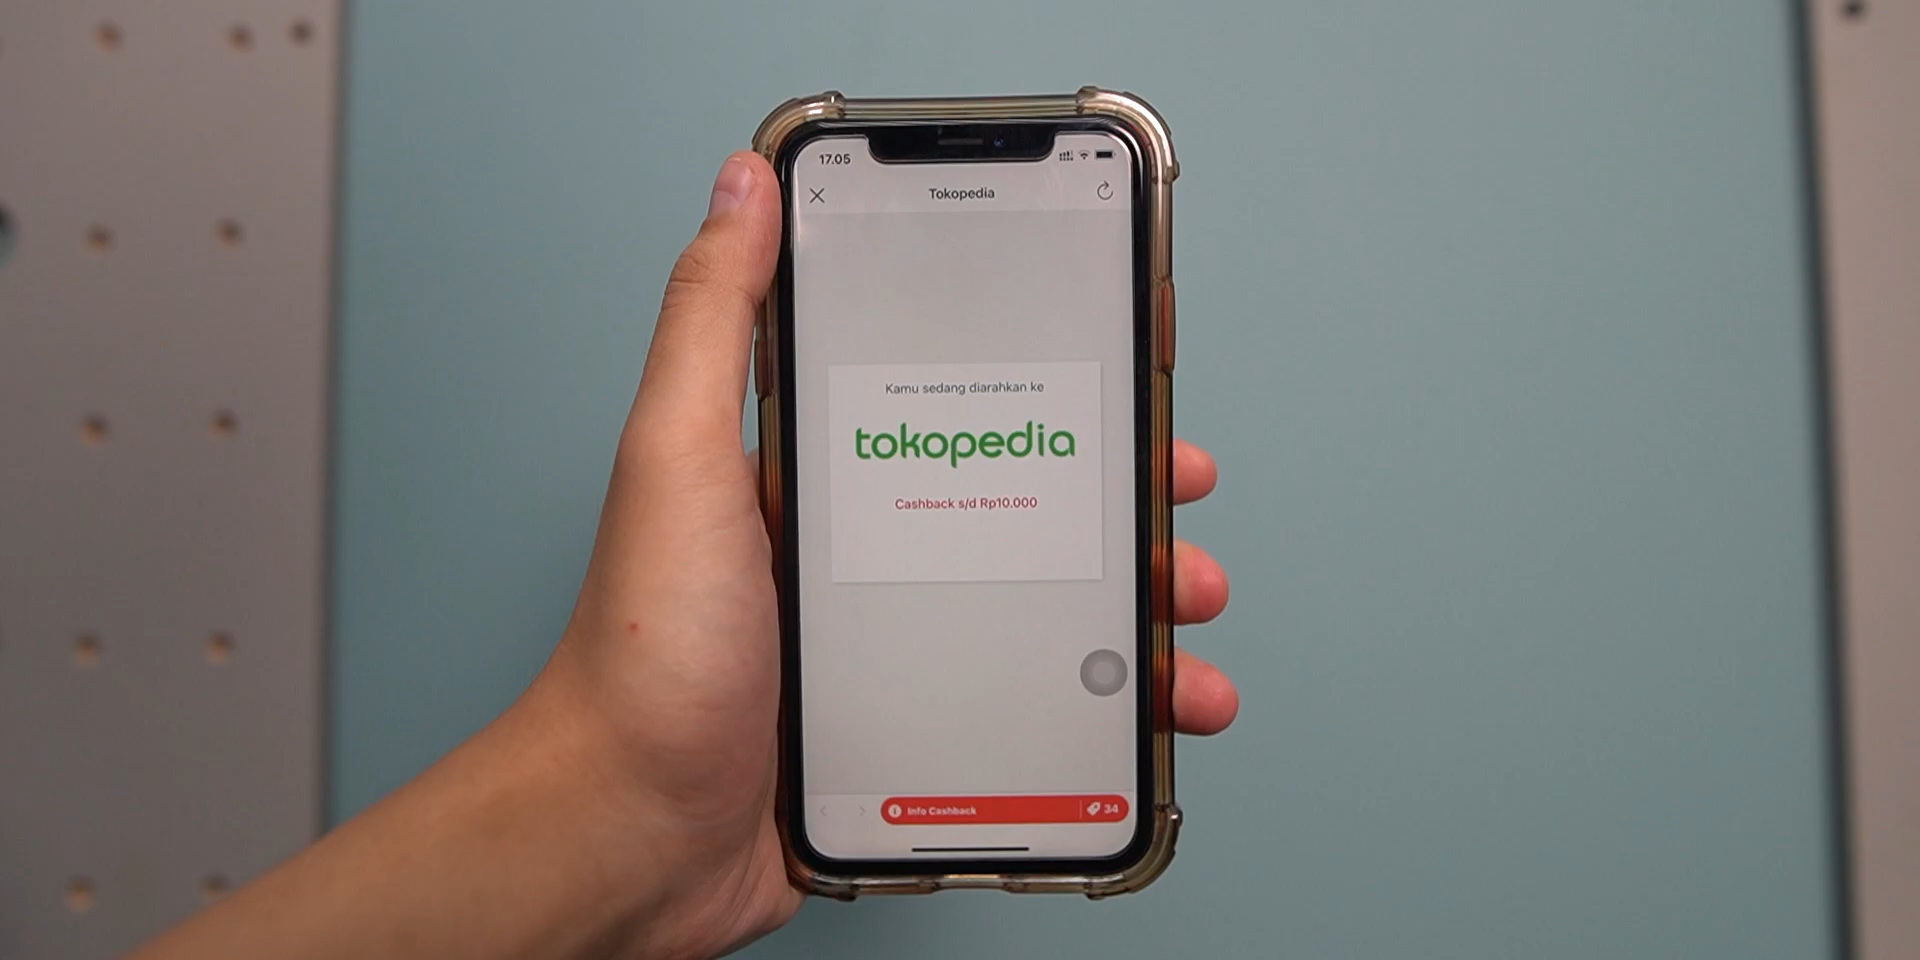 17.05
Tokopedia
Kamu sedang diarahkan ke
tokopedia
Cashback s/d Rp10.000
Info Cashback
34